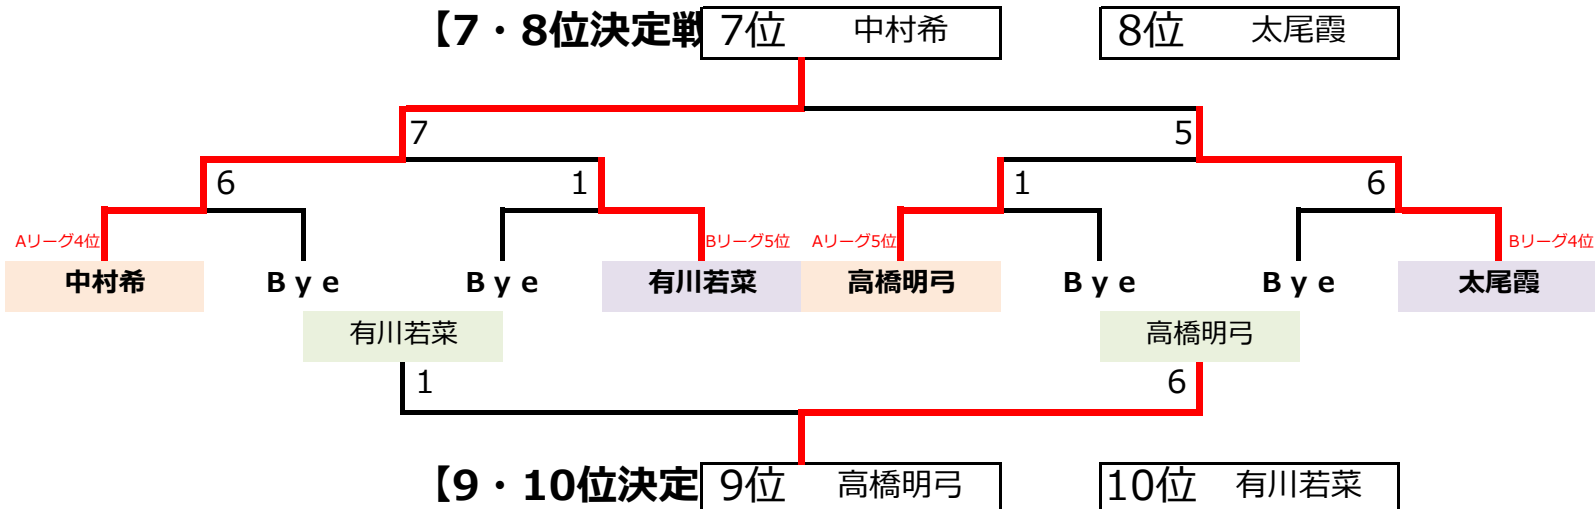 【7・8位決定戦 7位 中村希 8位 太尾霞
7 5
6 1 1 6
Aリーグ4位 Bリーグ5位 Aリーグ5位 Bリーグ4位
中村希 Bye Bye 有川若菜 高橋明弓 Bye Bye 太尾霞
有川若菜 高橋明弓
1 6
【9・10位決定 9位 高橋明弓 10位 有川若菜